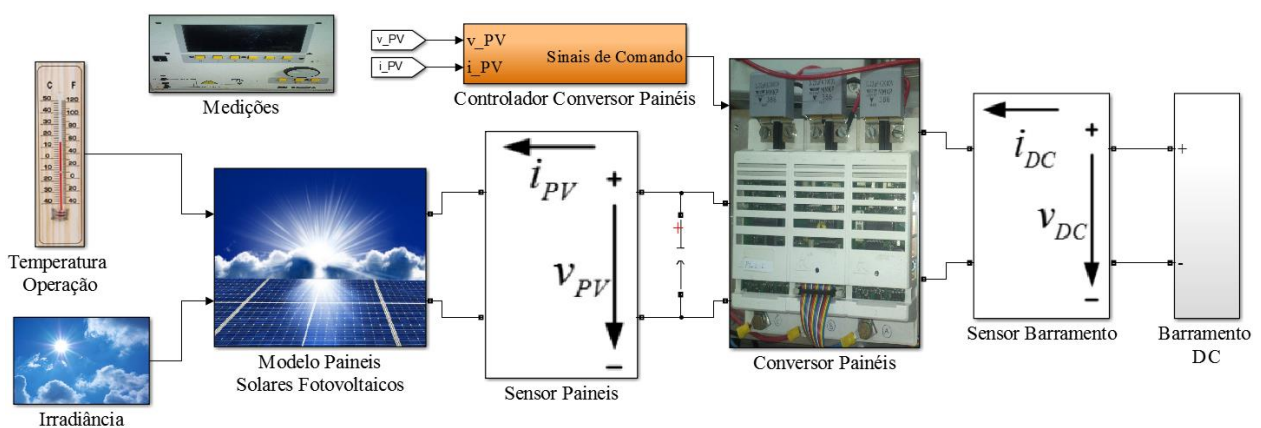 v_PV
i_PV
v_PV
i_PV
Sinais de Comando
Controlador Conversor Painéis
Medições
C F
Temperatura
Operação
Irradiância
Modelo Paineis
Solares Fotovoltaicos
i_PV
+
v_PV
−
Sensor Paineis
+
Conversor Painéis
i_DC
+
v_DC
−
Sensor Barramento
+
-
Barramento
DC